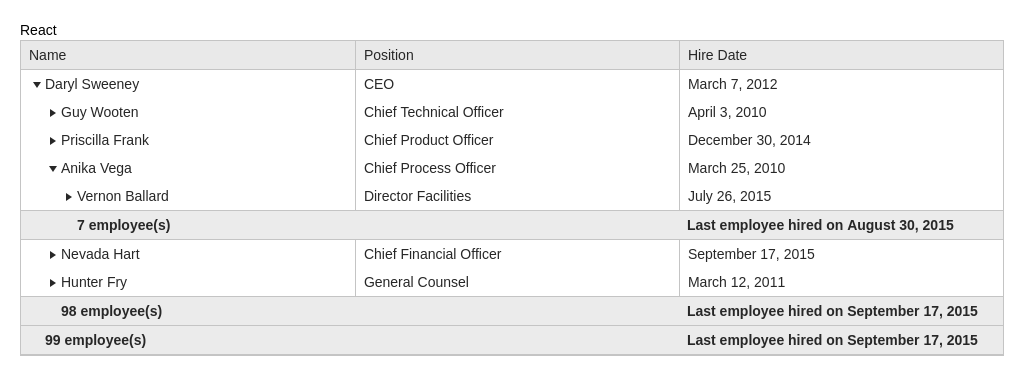 React
Name Position Hire Date
Daryl Sweeney CEO March 7, 2012
Guy Wooten Chief Technical Officer April 3, 2010
Priscilla Frank Chief Product Officer December 30, 2014
Anika Vega Chief Process Officer March 25, 2010
Vernon Ballard Director Facilities July 26, 2015
7 employee(s) Last employee hired on August 30, 2015
Nevada Hart Chief Financial Officer September 17, 2015
Hunter Fry General Counsel March 12, 2011
98 employee(s) Last employee hired on September 17, 2015
99 employee(s) Last employee hired on September 17, 2015